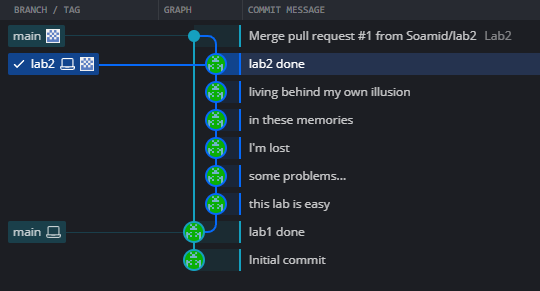 BRANCH / TAG GRAPH COMMIT MESSAGE
main Merge pull request #1 from Soamid/lab2 Lab2
lab2 lab2 done
living behind my own illusion
in these memories
I'm lost
some problems...
this lab is easy
main lab1 done
Initial commit